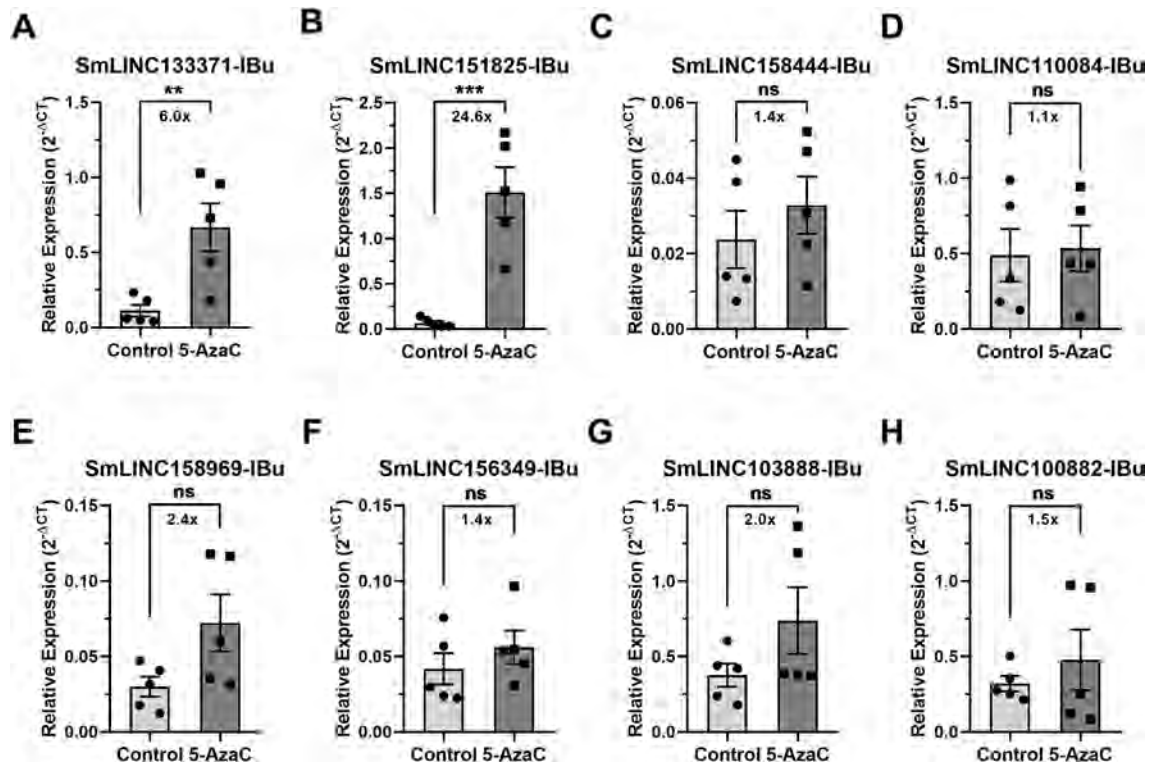 A
SmLINC133371-IBu
**
6.0x
Relative Expression (2^-ΔCT)
1.5
1.0
0.5
0.0
Control 5-AzaC
B
SmLINC151825-IBu
***
24.6x
Relative Expression (2^-ΔCT)
2.5
2.0
1.5
1.0
0.5
0.0
Control 5-AzaC
C
SmLINC158444-IBu
ns
1.4x
Relative Expression (2^-ΔCT)
0.06
0.04
0.02
0.00
Control 5-AzaC
D
SmLINC110084-IBu
ns
1.1x
Relative Expression (2^-ΔCT)
1.5
1.0
0.5
0.0
Control 5-AzaC
E
SmLINC158969-IBu
ns
2.4x
Relative Expression (2^-ΔCT)
0.15
0.10
0.05
0.00
Control 5-AzaC
F
SmLINC156349-IBu
ns
1.4x
Relative Expression (2^-ΔCT)
0.15
0.10
0.05
0.00
Control 5-AzaC
G
SmLINC103888-IBu
ns
2.0x
Relative Expression (2^-ΔCT)
1.5
1.0
0.5
0.0
Control 5-AzaC
H
SmLINC100882-IBu
ns
1.5x
Relative Expression (2^-ΔCT)
1.5
1.0
0.5
0.0
Control 5-AzaC